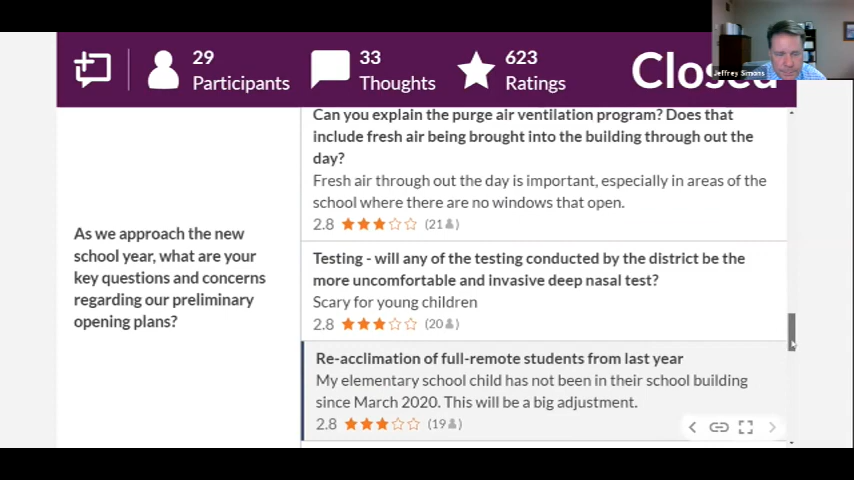 29
Participants
33
Thoughts
623
Ratings
Closed
Jeffrey Simons
Can you explain the purge air ventilation program? Does that
include fresh air being brought into the building through out the
day?
Fresh air through out the day is important, especially in areas of the
school where there are no windows that open.
2.8 (21)
As we approach the new
school year, what are your
key questions and concerns
regarding our preliminary
opening plans?
Testing - will any of the testing conducted by the district be the
more uncomfortable and invasive deep nasal test?
Scary for young children
2.8 (20)
Re-acclimation of full-remote students from last year
My elementary school child has not been in their school building
since March 2020. This will be a big adjustment.
2.8 (19)